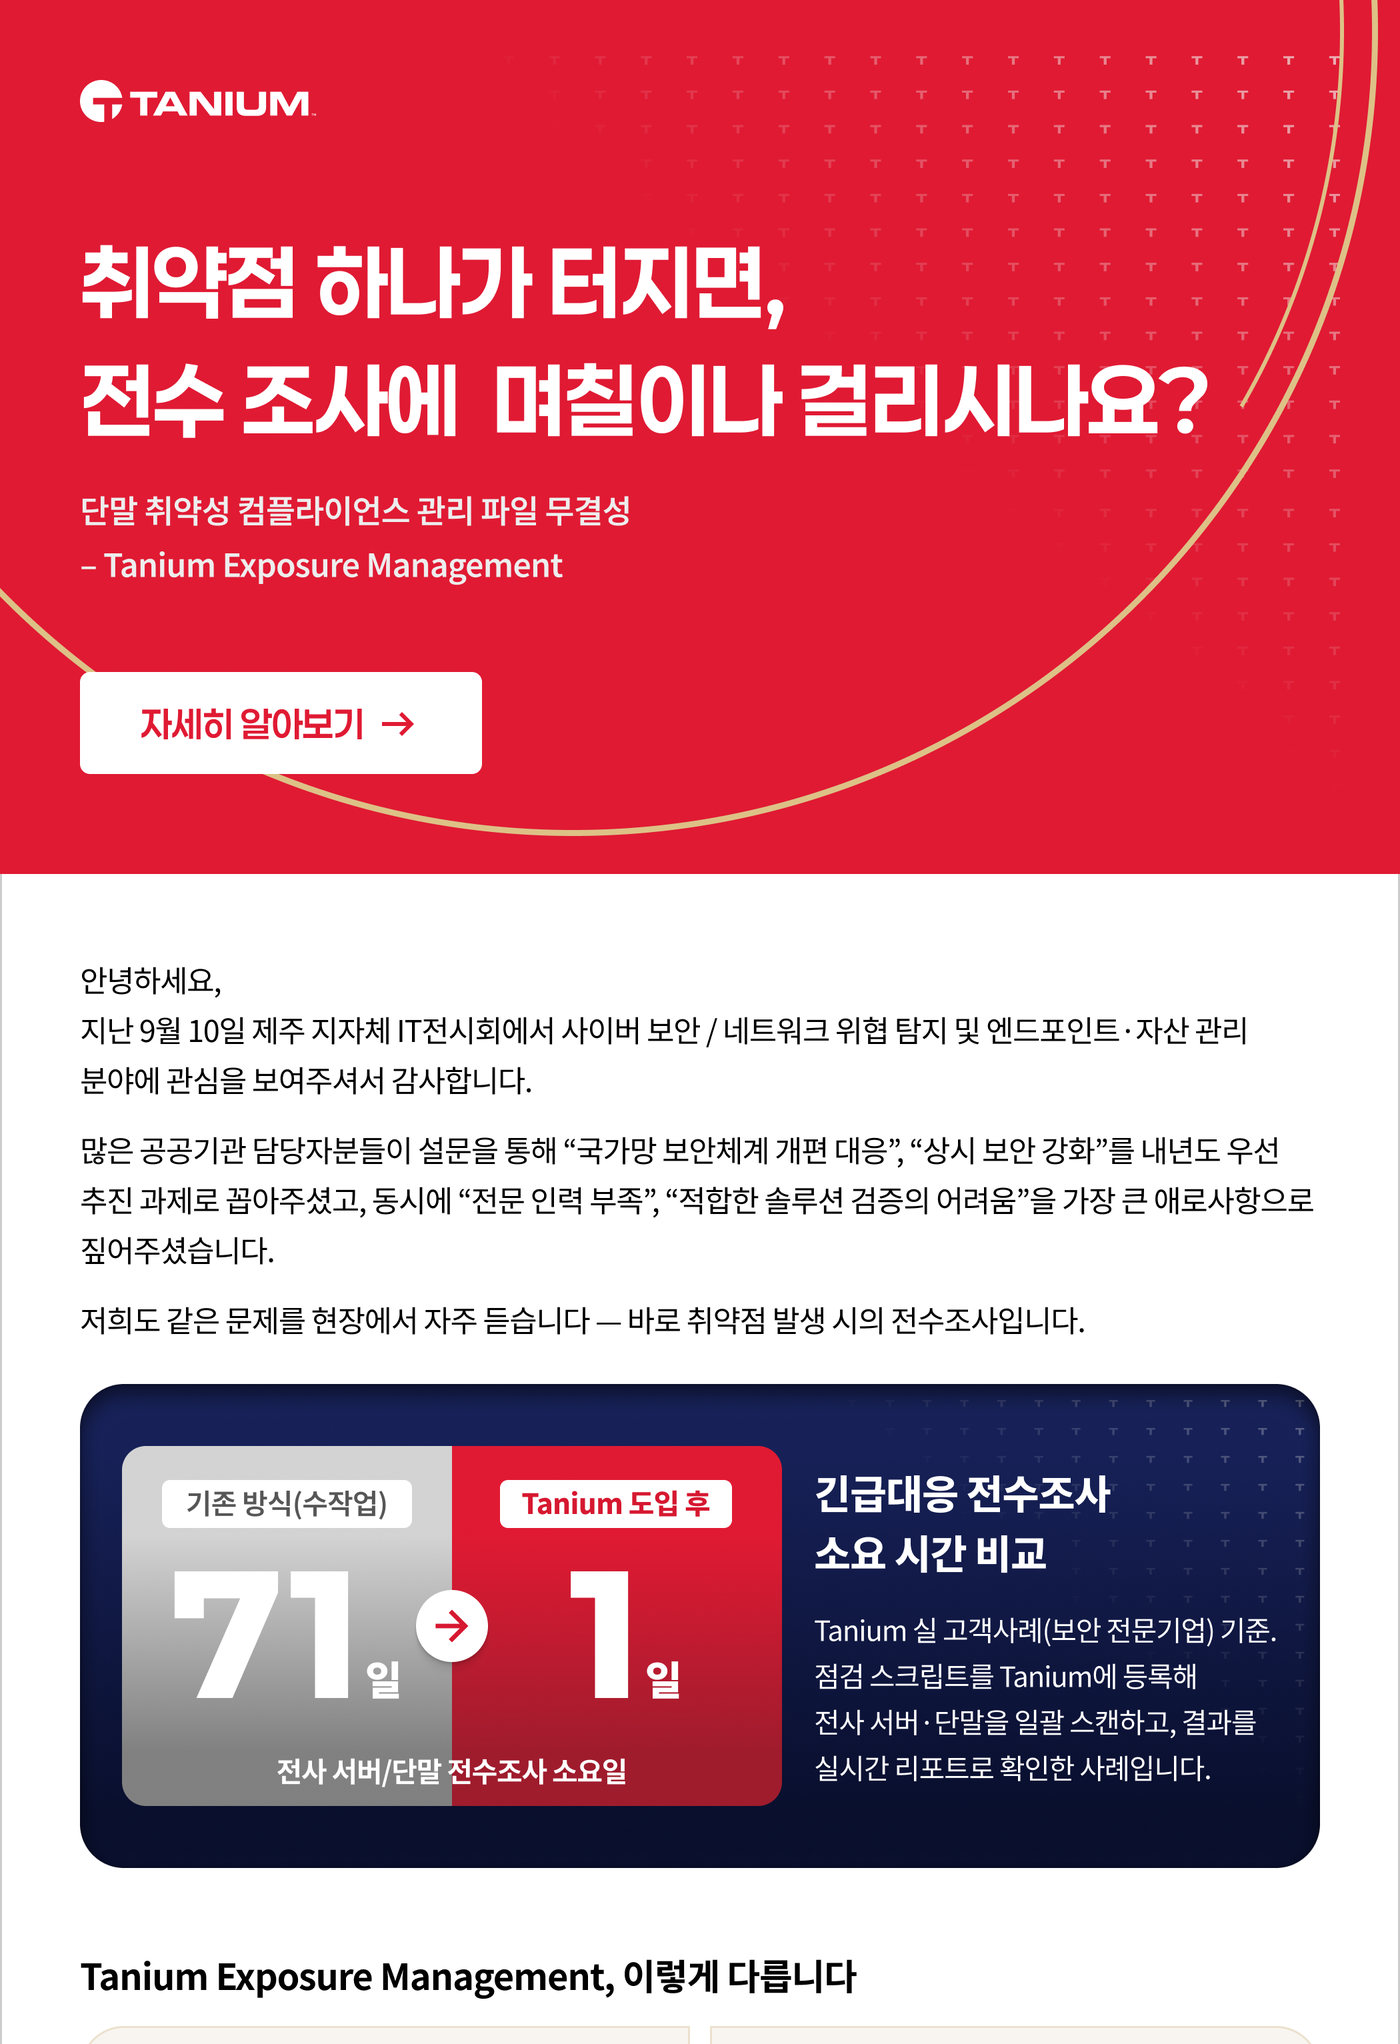 TANIUM
취약점 하나가 터지면,
전수 조사에 며칠이나 걸리시나요?
단말 취약성 컴플라이언스 관리 파일 무결성
– Tanium Exposure Management
자세히 알아보기 →
안녕하세요,
지난 9월 10일 제주 지자체 IT전시회에서 사이버 보안 / 네트워크 위협 탐지 및 엔드포인트·자산 관리
분야에 관심을 보여주셔서 감사합니다.
많은 공공기관 담당자분들이 설문을 통해 “국가망 보안체계 개편 대응”, “상시 보안 강화”를 내년도 우선
추진 과제로 꼽아주셨고, 동시에 “전문 인력 부족”, “적합한 솔루션 검증의 어려움”을 가장 큰 애로사항으로
짚어주셨습니다.
저희도 같은 문제를 현장에서 자주 듣습니다 — 바로 취약점 발생 시의 전수조사입니다.
기존 방식(수작업)
71일
Tanium 도입 후
1일
전사 서버/단말 전수조사 소요일
긴급대응 전수조사
소요 시간 비교
Tanium 실 고객사례(보안 전문기업) 기준.
점검 스크립트를 Tanium에 등록해
전사 서버·단말을 일괄 스캔하고, 결과를
실시간 리포트로 확인한 사례입니다.
Tanium Exposure Management, 이렇게 다릅니다